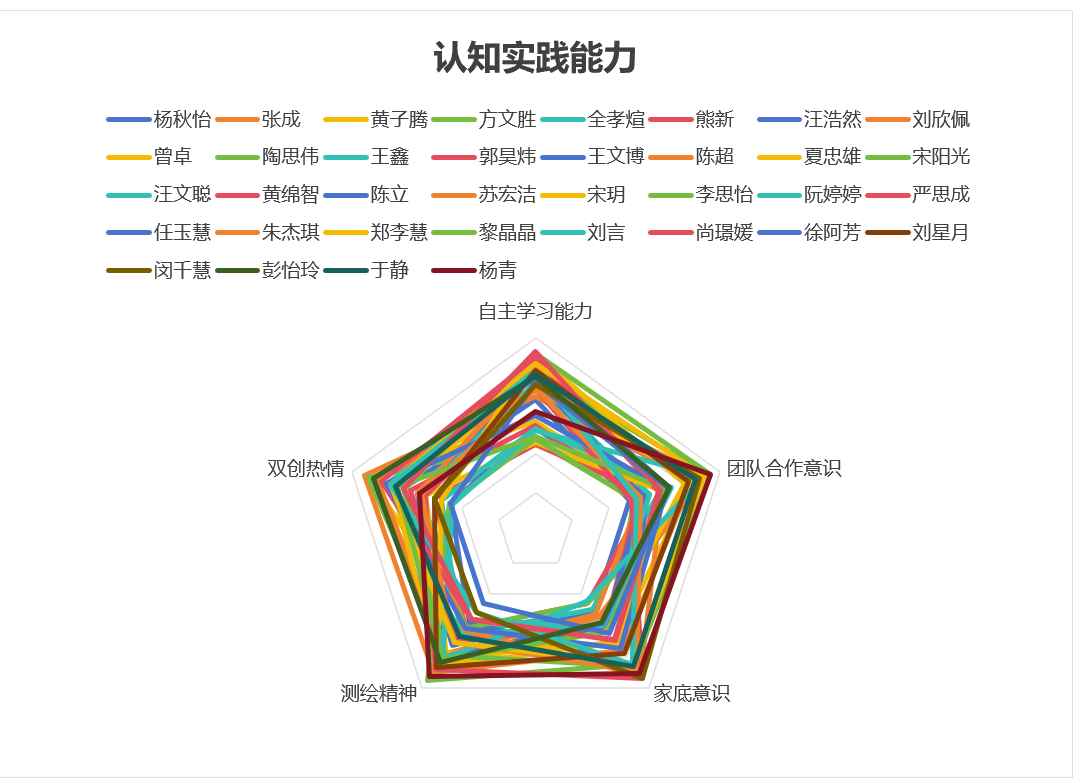 认知实践能力
杨秋怡 张成 黄子腾 方文胜 全孝煊 熊新 汪浩然 刘欣佩
曾卓 陶思伟 王鑫 郭昊炜 王文博 陈超 夏忠雄 宋阳光
汪文聪 黄绵智 陈立 苏宏洁 宋玥 李思怡 阮婷婷 严思成
任玉慧 朱杰琪 郑李慧 黎晶晶 刘言 尚璟媛 徐阿芳 刘星月
闵千慧 彭怡玲 于静 杨青
自主学习能力
双创热情 团队合作意识
测绘精神 家底意识